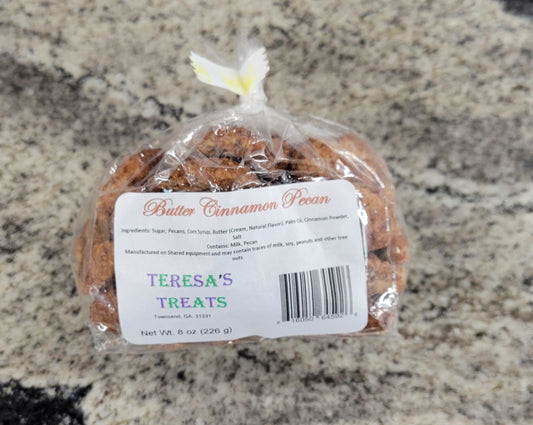 Butter Cinnamon Pecan
Ingredients: Sugar, Pecans, Corn Syrup, Butter (Cream, Natural Flavor), Palm Oil, Cinnamon Powder,
Salt
Contains: Milk, Pecan
Manufactured on Shared equipment and may contain traces of milk, soy, peanuts and other tree
nuts.
TERESA'S
TREATS
Townsend, GA. 31331
Net Wt. 8 oz (226 g)